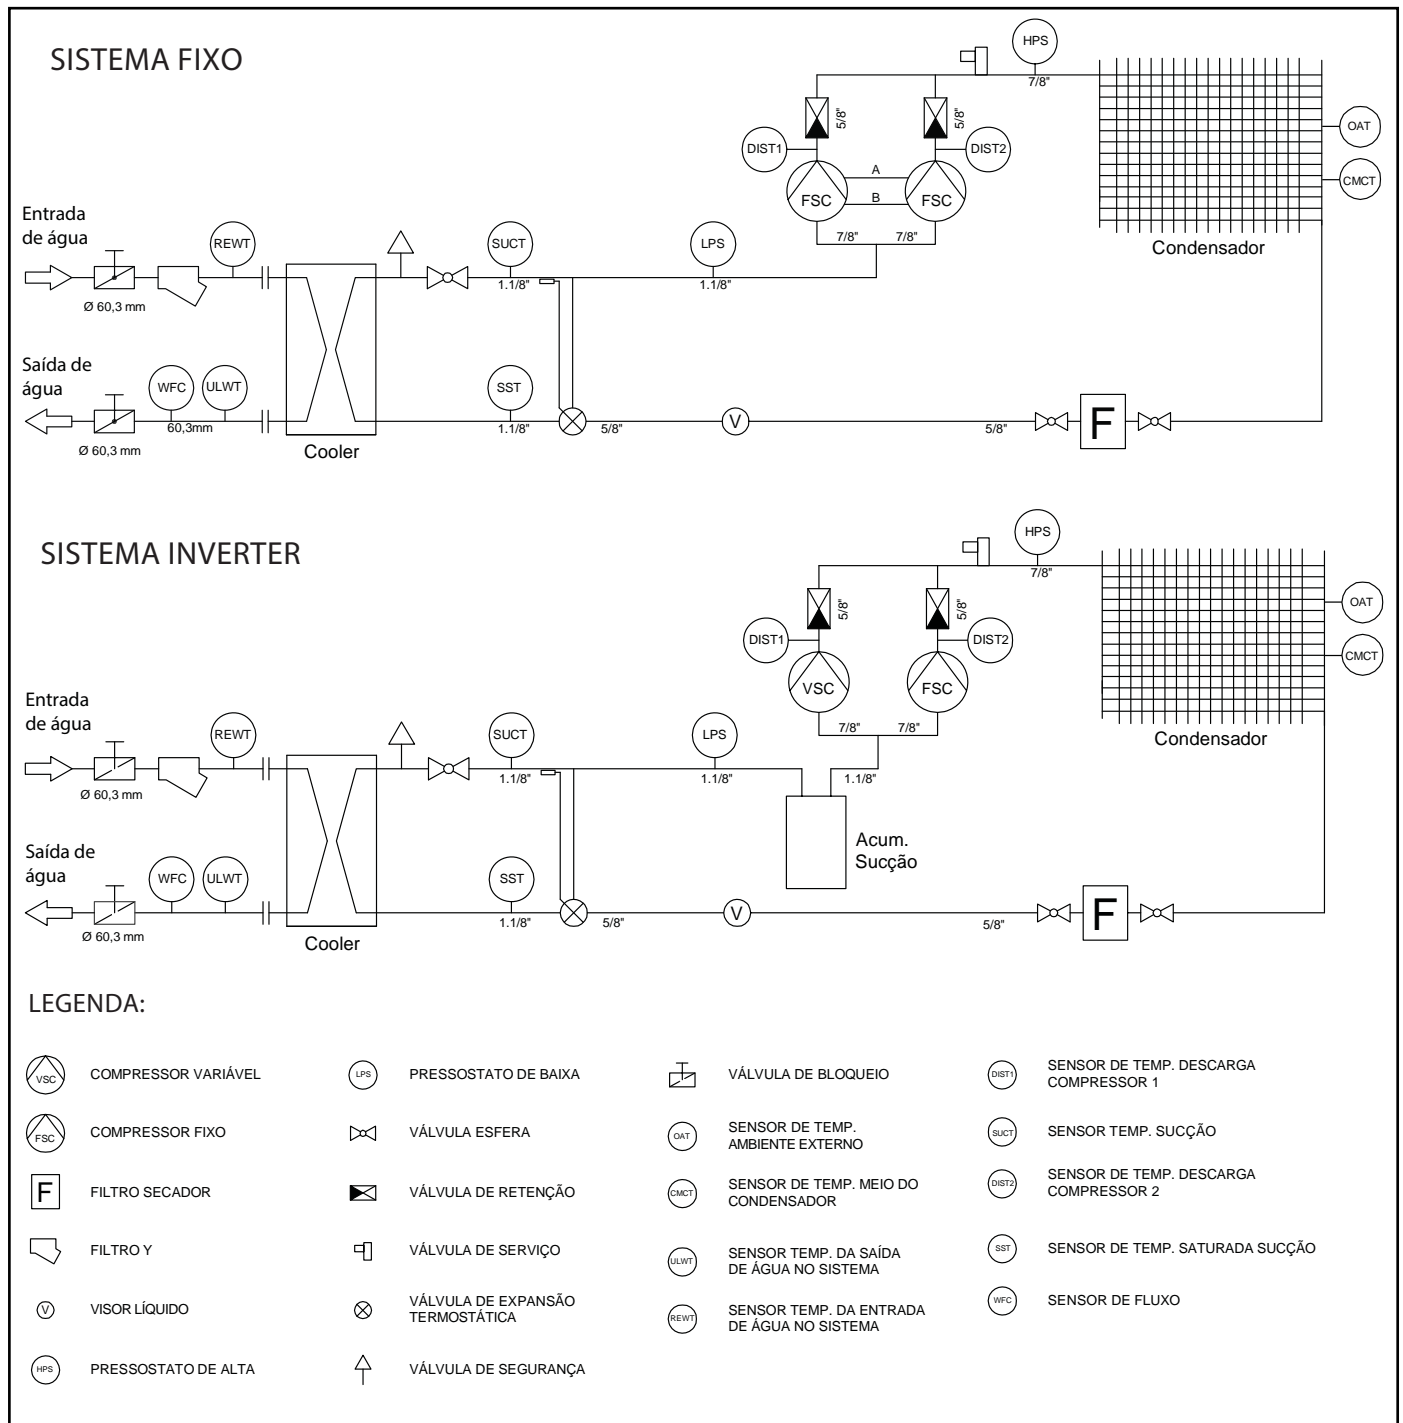 SISTEMA FIXO
HPS
7/8"
5/8"
5/8"
OAT
DIST1
DIST2
A
CMCT
FSC
B
FSC
Entrada
de água
REWT
SUCT
LPS
7/8"
7/8"
Condensador
1.1/8"
1.1/8"
Ø 60,3 mm
Saída de
água
WFC
ULWT
SST
V
F
60,3mm
1.1/8"
5/8"
5/8"
Ø 60,3 mm
Cooler
SISTEMA INVERTER
HPS
7/8"
5/8"
5/8"
OAT
DIST1
DIST2
CMCT
VSC
FSC
Entrada
de água
REWT
SUCT
LPS
7/8"
7/8"
Condensador
1.1/8"
1.1/8"
1.1/8"
Ø 60,3 mm
Acum.
Sucção
Saída de
água
WFC
ULWT
SST
V
F
1.1/8"
5/8"
5/8"
Ø 60,3 mm
Cooler
LEGENDA:
VSC COMPRESSOR VARIÁVEL
FSC COMPRESSOR FIXO
F FILTRO SECADOR
FILTRO Y
V VISOR LÍQUIDO
HPS PRESSOSTATO DE ALTA
LPS PRESSOSTATO DE BAIXA
VÁLVULA ESFERA
VÁLVULA DE RETENÇÃO
VÁLVULA DE SERVIÇO
VÁLVULA DE EXPANSÃO
TERMOSTÁTICA
VÁLVULA DE SEGURANÇA
VÁLVULA DE BLOQUEIO
OAT SENSOR DE TEMP.
AMBIENTE EXTERNO
CMCT SENSOR DE TEMP. MEIO DO
CONDENSADOR
ULWT SENSOR TEMP. DA SAÍDA
DE ÁGUA NO SISTEMA
REWT SENSOR TEMP. DA ENTRADA
DE ÁGUA NO SISTEMA
DIST1 SENSOR DE TEMP. DESCARGA
COMPRESSOR 1
SUCT SENSOR TEMP. SUCÇÃO
DIST2 SENSOR DE TEMP. DESCARGA
COMPRESSOR 2
SST SENSOR DE TEMP. SATURADA SUCÇÃO
WFC SENSOR DE FLUXO